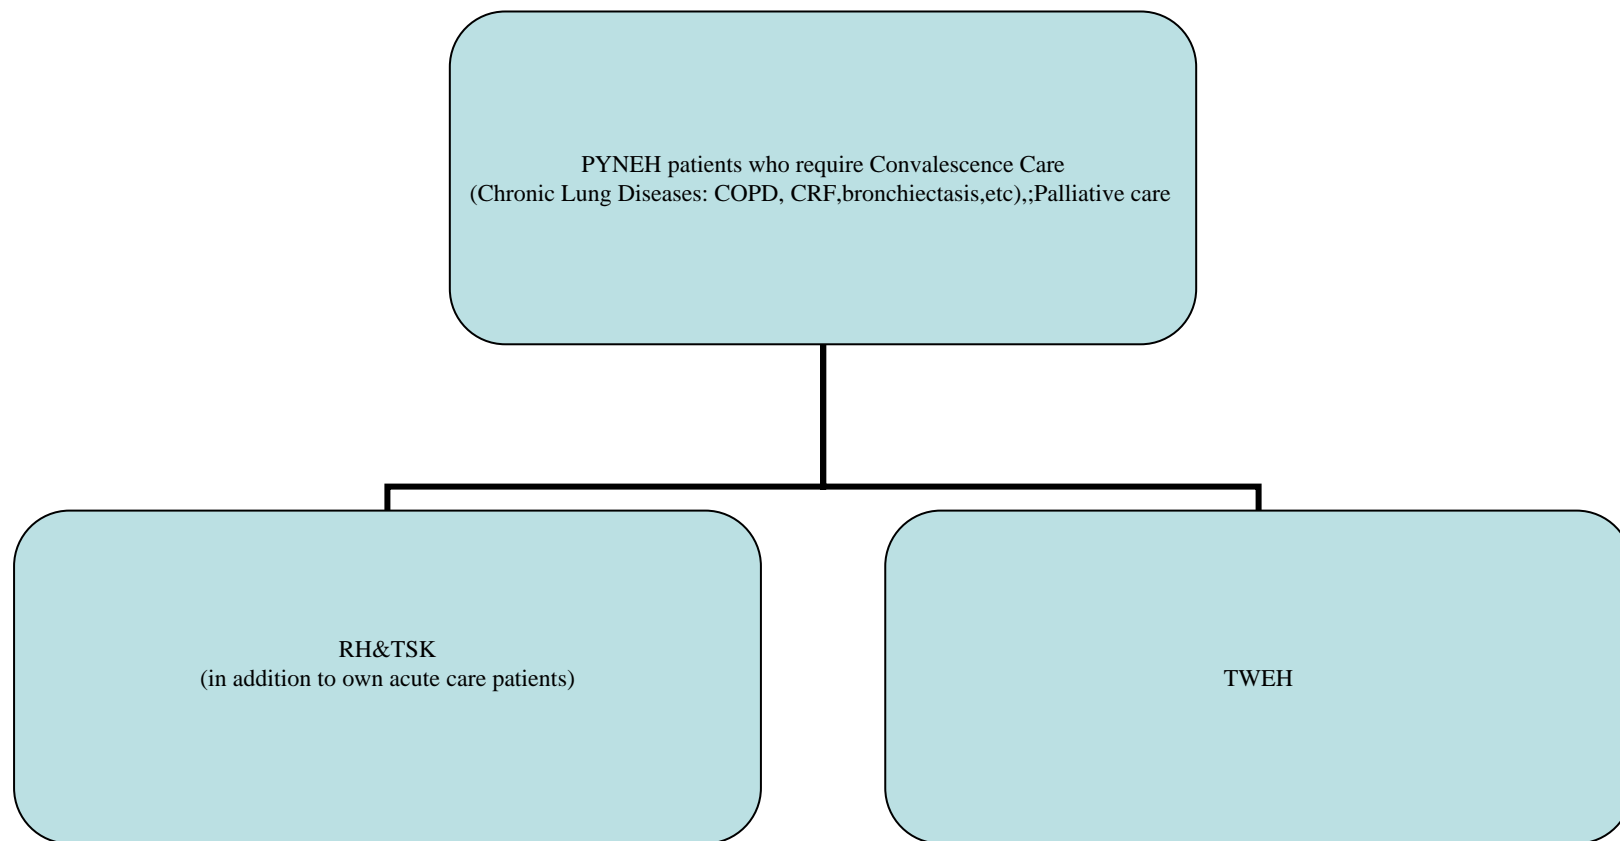 PYNEH patients who require Convalescence Care
(Chronic Lung Diseases: COPD, CRF,bronchiectasis,etc),;Palliative care
RH&TSK
(in addition to own acute care patients)
TWEH